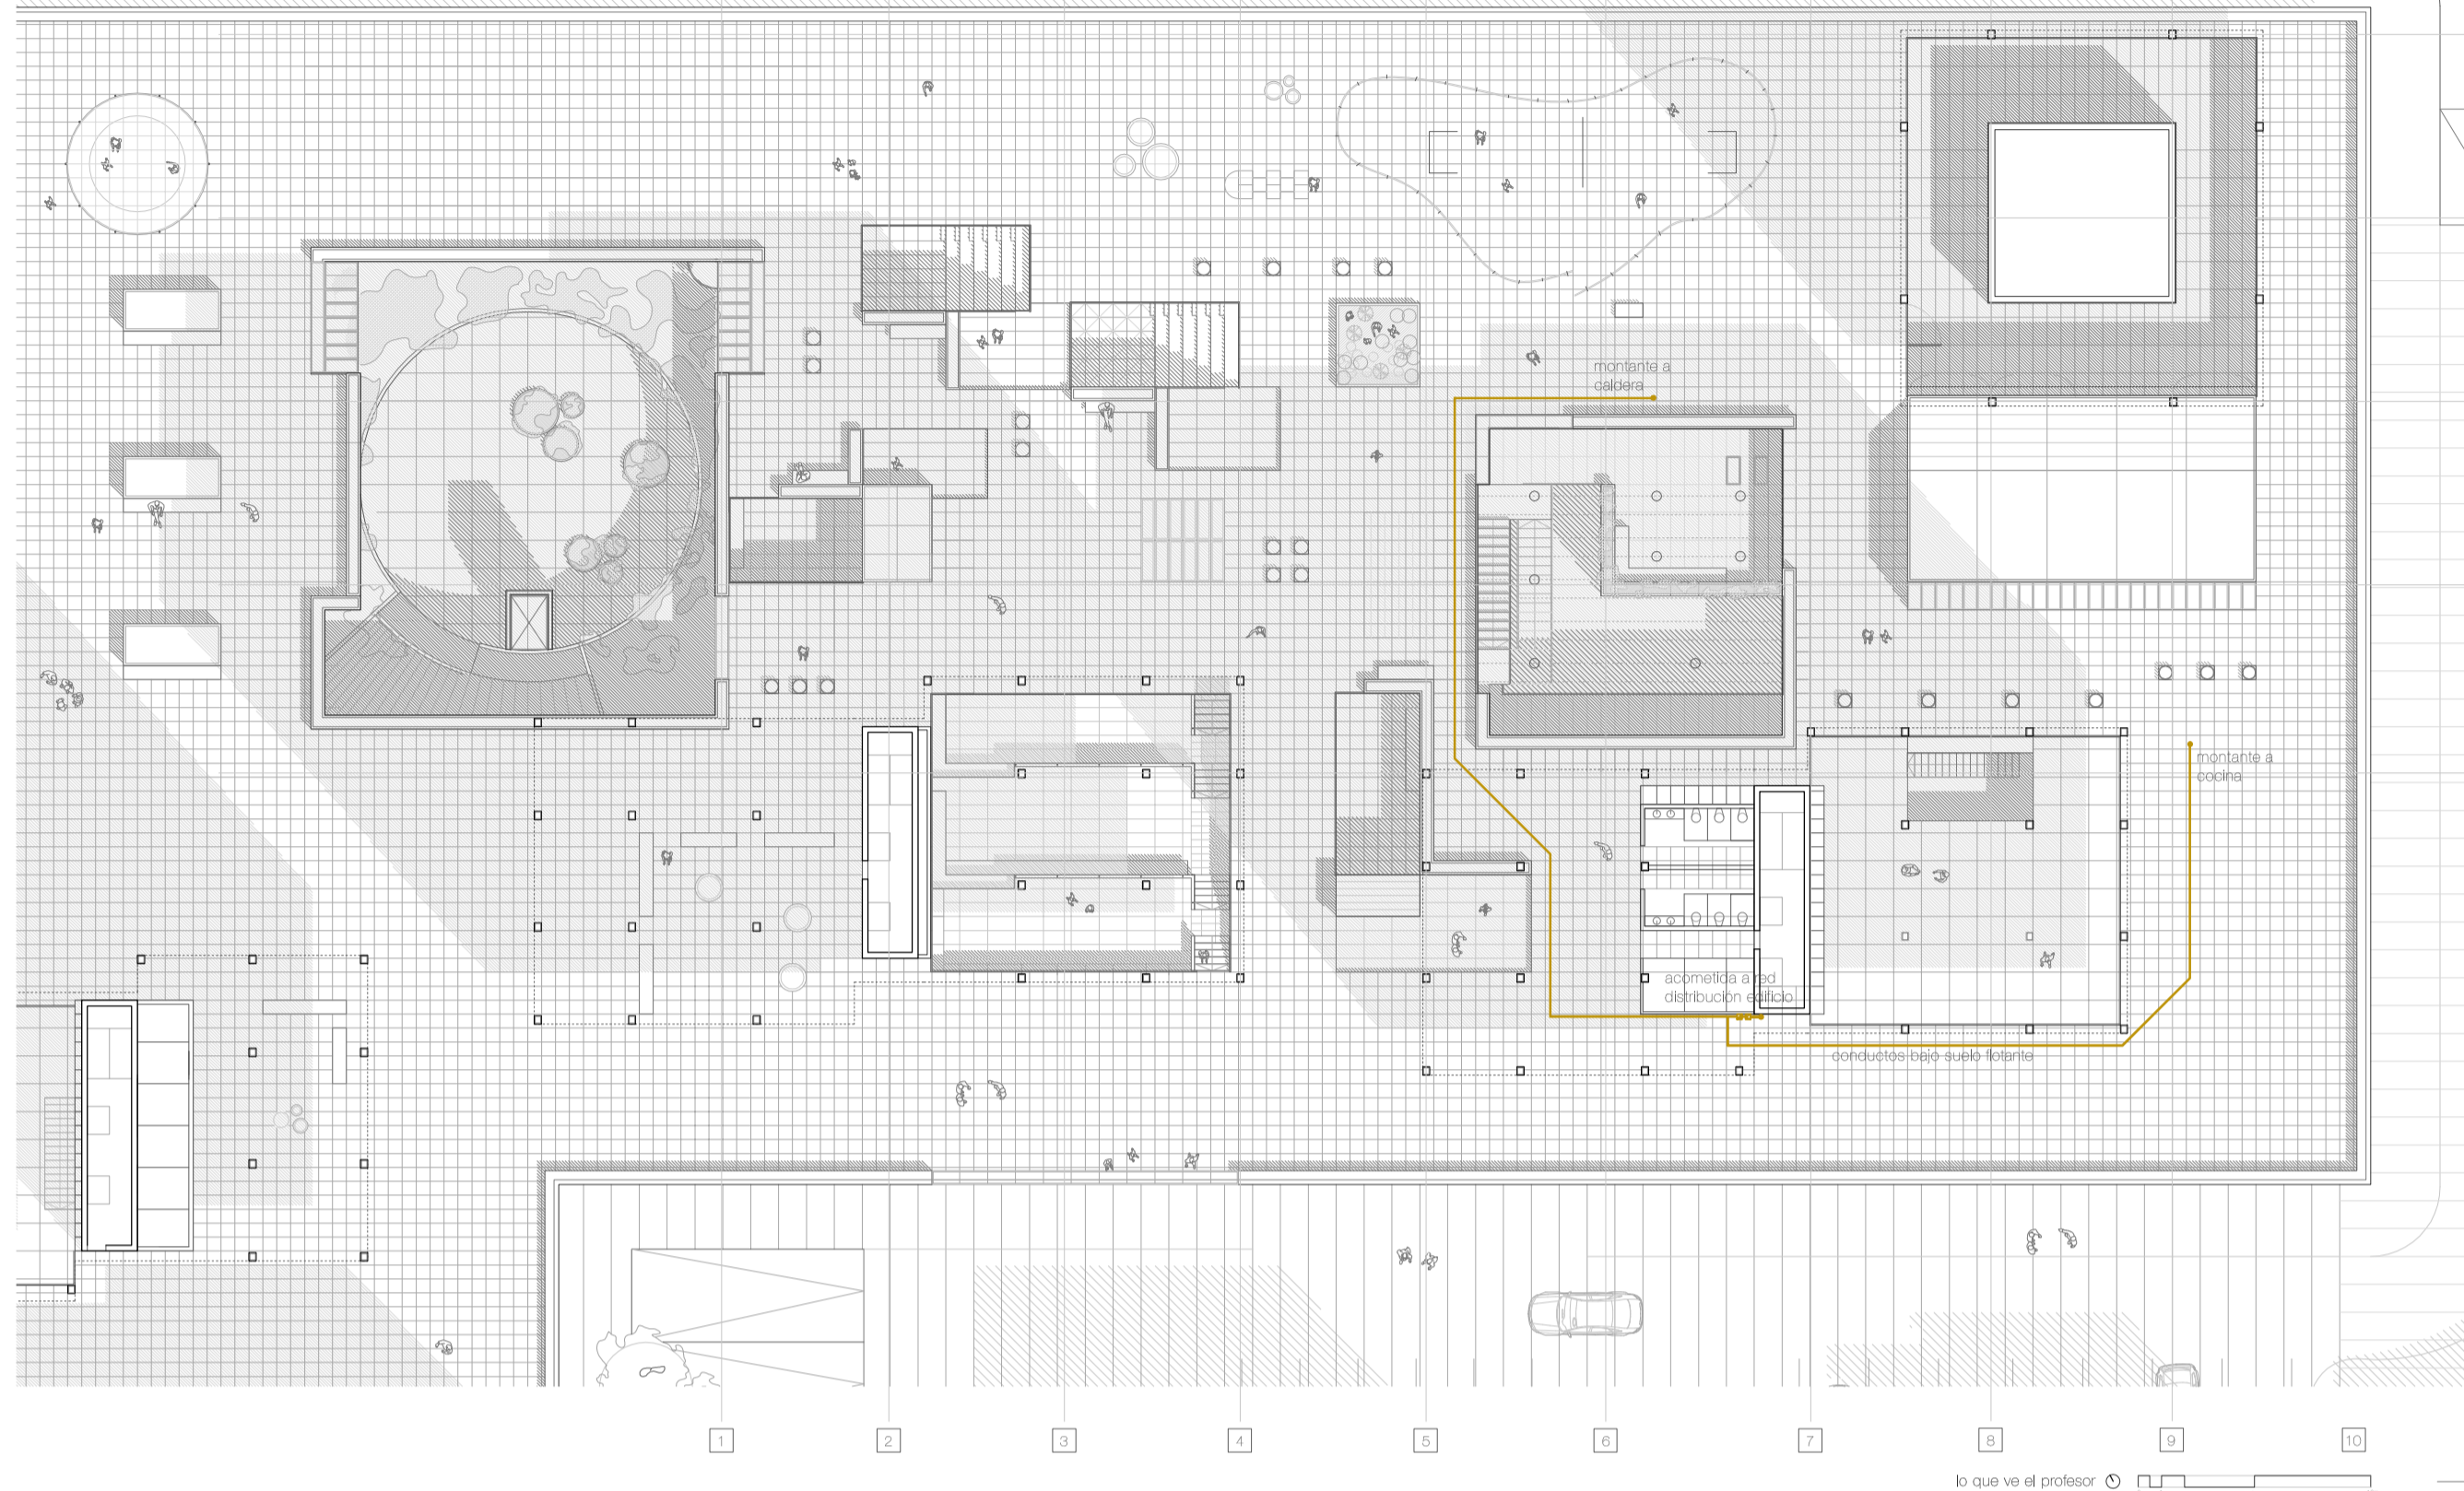 montante a
caldera
montante a
cocina
acometida a red
distribución edificio
conductos bajo suelo flotante
1
2
3
4
5
6
7
8
9
10
lo que ve el profesor